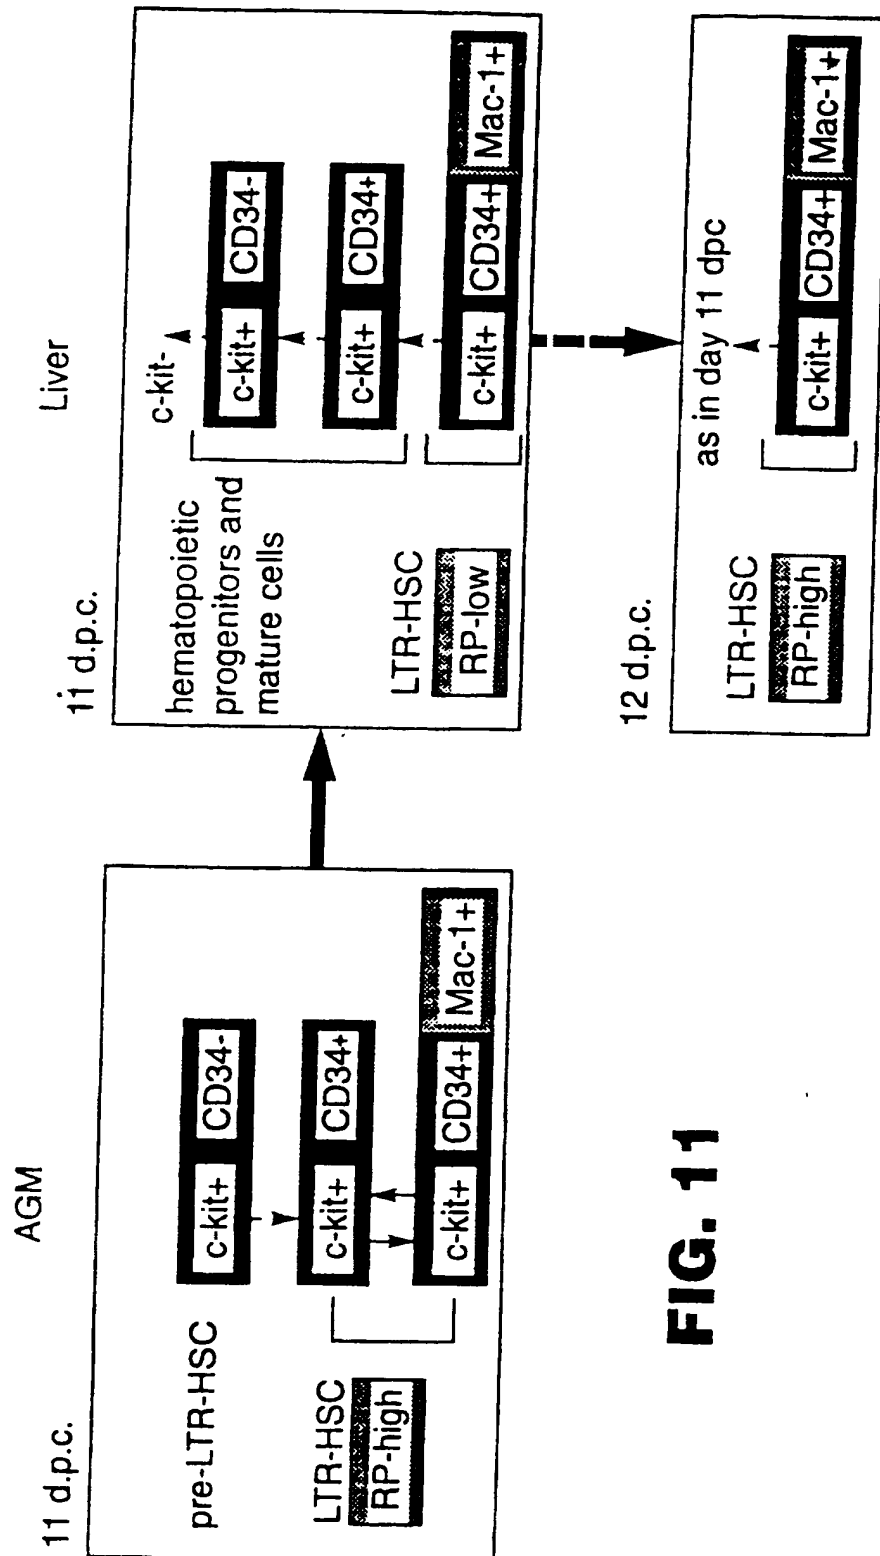 AGM
11 d.p.c.
pre-LTR-HSC
c-kit+ CD34-
c-kit+ CD34+
LTR-HSC
RP-high
c-kit+ CD34+ Mac-1+
Liver
11 d.p.c.
c-kit-
hematopoietic
progenitors and
mature cells
c-kit+ CD34-
c-kit+ CD34+
LTR-HSC
RP-low
c-kit+ CD34+ Mac-1+
12 d.p.c.
as in day 11 dpc
LTR-HSC
RP-high
c-kit+ CD34+ Mac-1+
FIG. 11